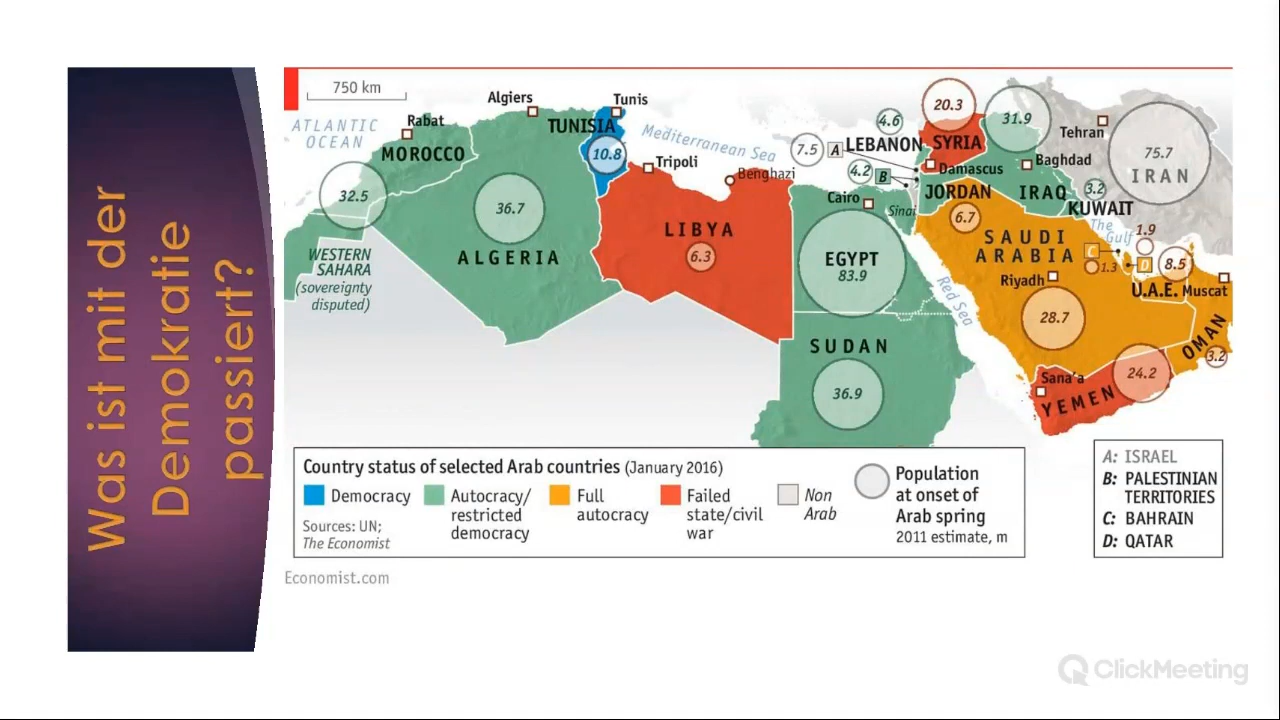 Was ist mit der
Demokratie
passiert?
750 km
ATLANTIC
OCEAN
Rabat
MOROCCO
32.5
WESTERN
SAHARA
(sovereignty
disputed)
Algiers
36.7
ALGERIA
Tunis
TUNISIA
10.8
Mediterranean Sea
Tripoli
Benghazi
LIBYA
6.3
7.5
A
4.6
LEBANON
4.2
B
20.3
SYRIA
Damascus
31.9
Baghdad
IRAQ
Tehran
75.7
IRAN
Cairo
Sinai
JORDAN
6.7
3.2
KUWAIT
EGYPT
83.9
SUDAN
36.9
Red Sea
SAUDI
ARABIA
Riyadh
28.7
The
Gulf
1.9
C
1.3
D
8.5
U.A.E.
Muscat
OMAN
3.2
Sana'a
YEMEN
24.2
Country status of selected Arab countries (January 2016)
Democracy
Autocracy/
restricted
democracy
Full
autocracy
Failed
state/civil
war
Non
Arab
Population
at onset of
Arab spring
2011 estimate, m
Sources: UN;
The Economist
A: ISRAEL
B: PALESTINIAN
TERRITORIES
C: BAHRAIN
D: QATAR
Economist.com
ClickMeeting